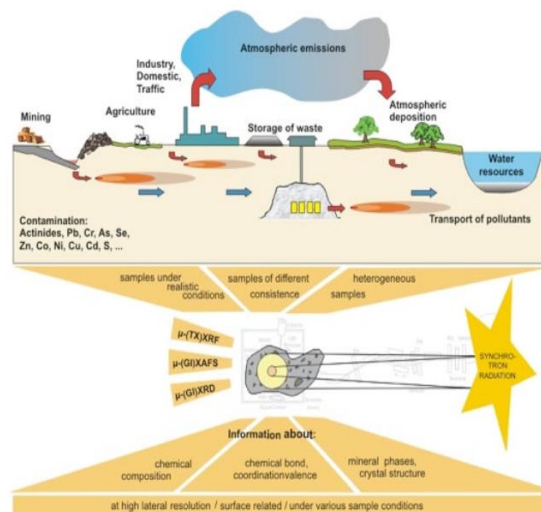 Atmospheric emissions
Industry,
Domestic,
Traffic
Agriculture
Mining
Storage of waste
Atmospheric
deposition
Water
resources
Transport of pollutants
Contamination:
Actinides, Pb, Cr, As, Se,
Zn, Co, Ni, Cu, Cd, S, ...
samples under
realistic
conditions
samples of different
consistence
heterogeneous
samples
µ-(TX)XRF
µ-(GI)XAFS
µ-(GI)XRD
SYNCHRO-
TRON
RADIATION
Information about:
chemical
composition
chemical bond,
coordinationvalence
mineral phases,
crystal structure
at high lateral resolution / surface related / under various sample conditions